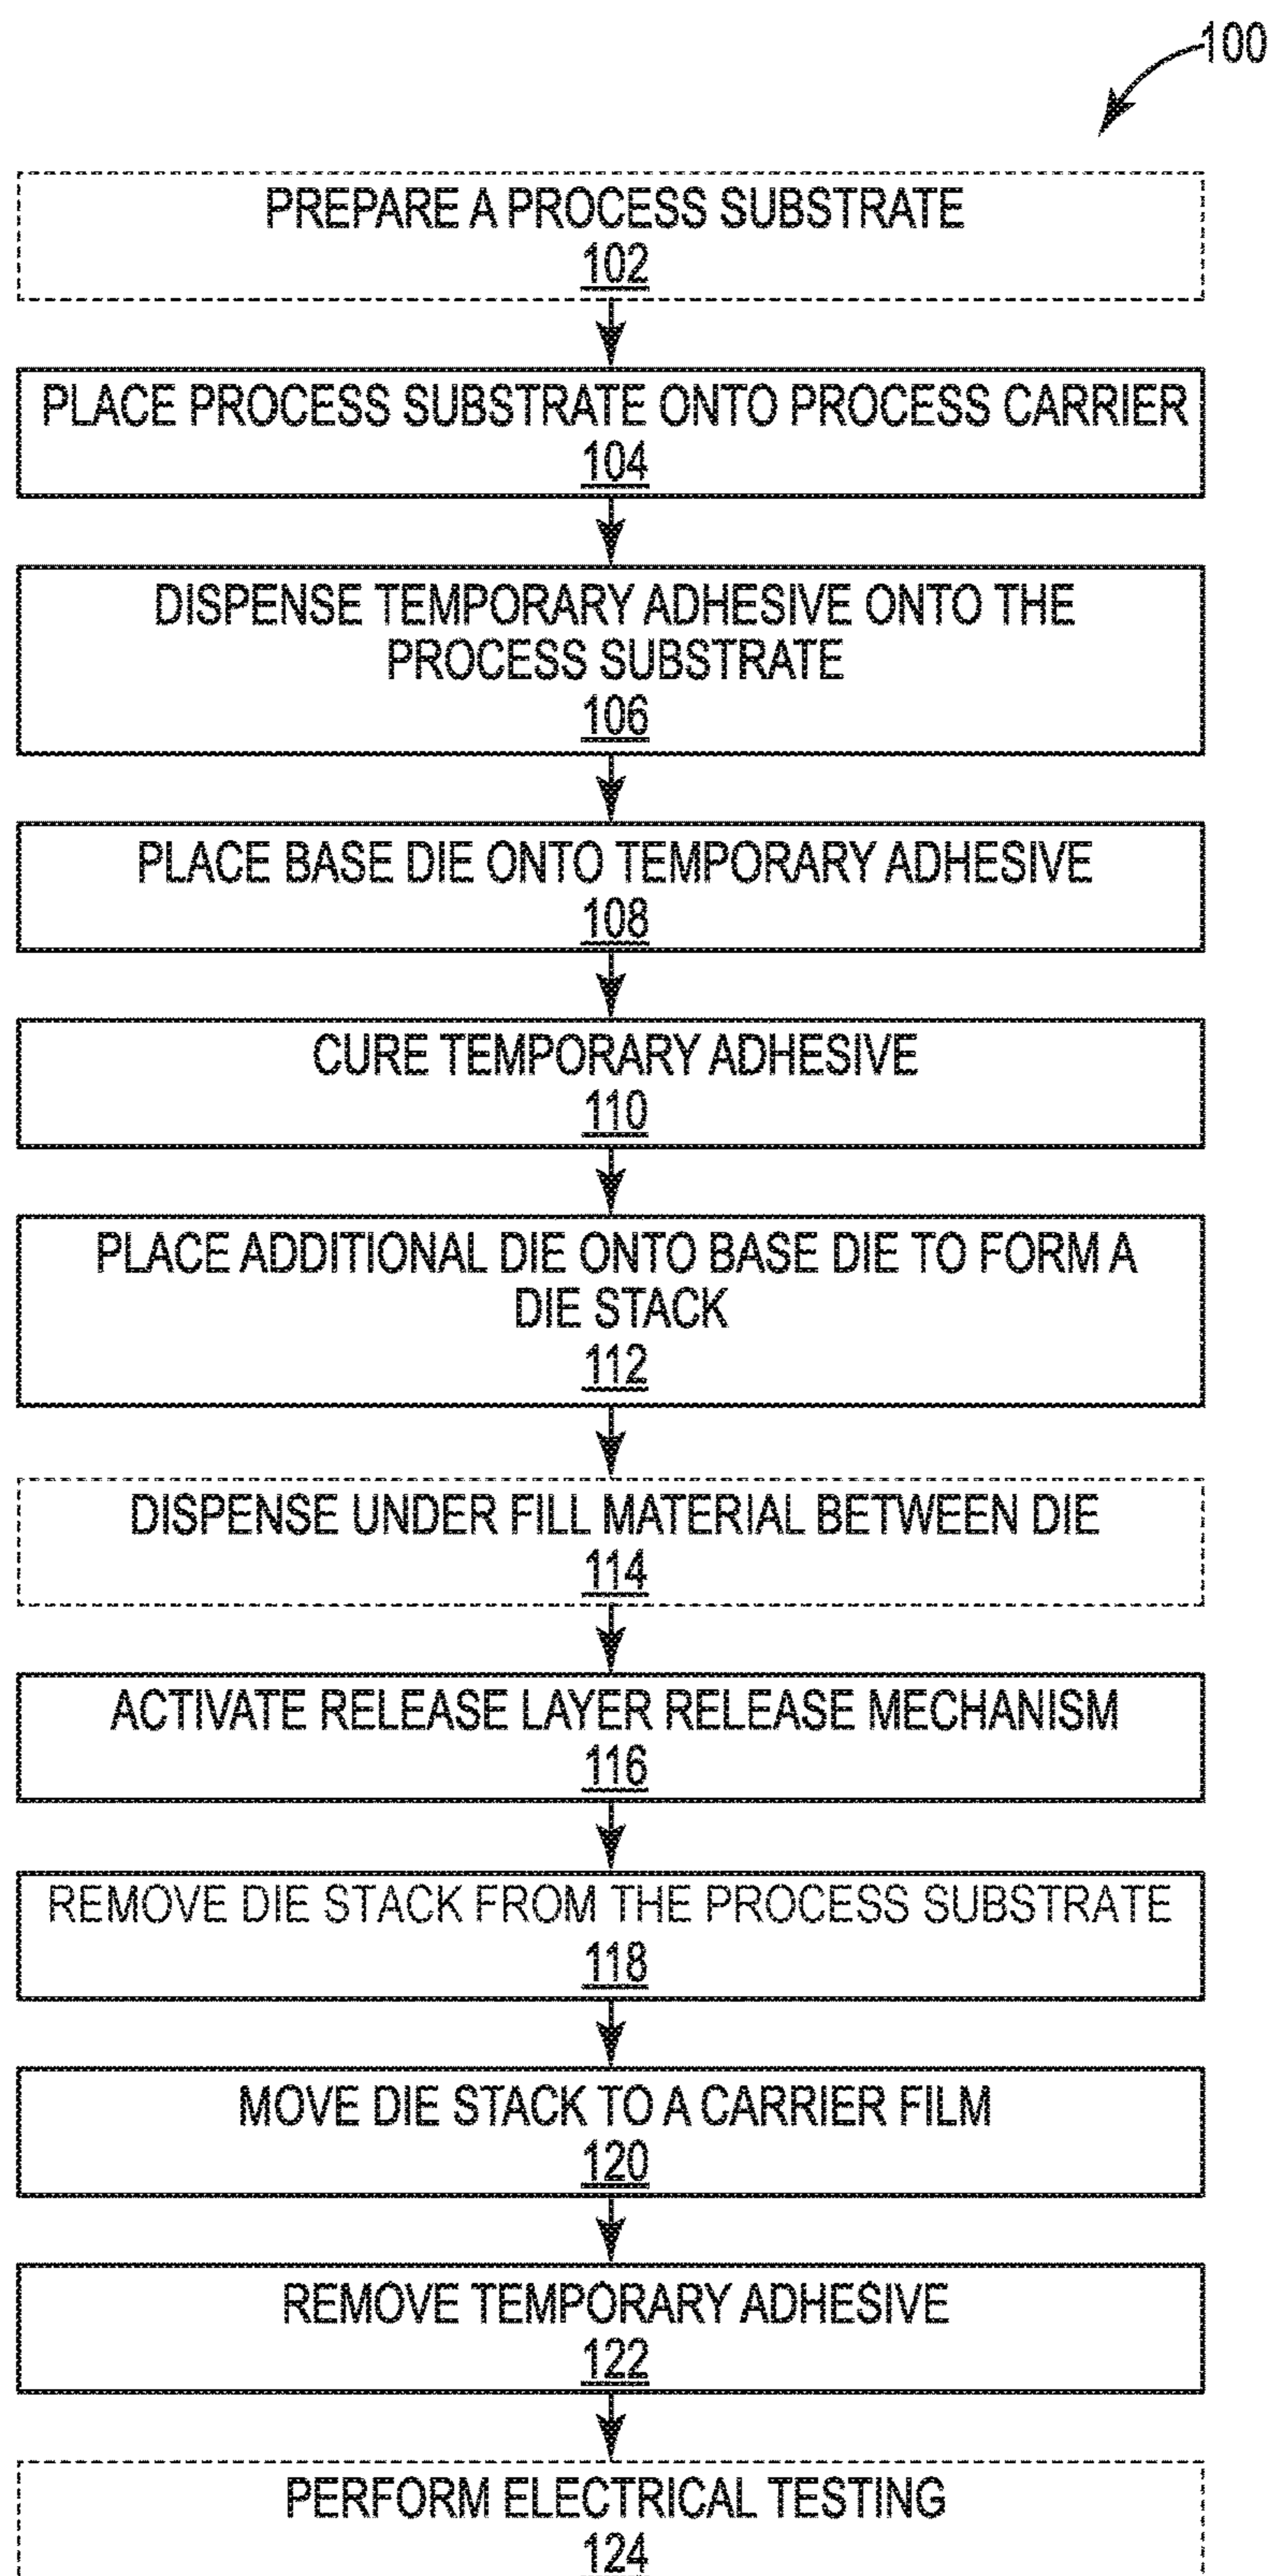 100
PREPARE A PROCESS SUBSTRATE
102
PLACE PROCESS SUBSTRATE ONTO PROCESS CARRIER
104
DISPENSE TEMPORARY ADHESIVE ONTO THE
PROCESS SUBSTRATE
106
PLACE BASE DIE ONTO TEMPORARY ADHESIVE
108
CURE TEMPORARY ADHESIVE
110
PLACE ADDITIONAL DIE ONTO BASE DIE TO FORM A
DIE STACK
112
DISPENSE UNDER FILL MATERIAL BETWEEN DIE
114
ACTIVATE RELEASE LAYER RELEASE MECHANISM
116
REMOVE DIE STACK FROM THE PROCESS SUBSTRATE
118
MOVE DIE STACK TO A CARRIER FILM
120
REMOVE TEMPORARY ADHESIVE
122
PERFORM ELECTRICAL TESTING
124